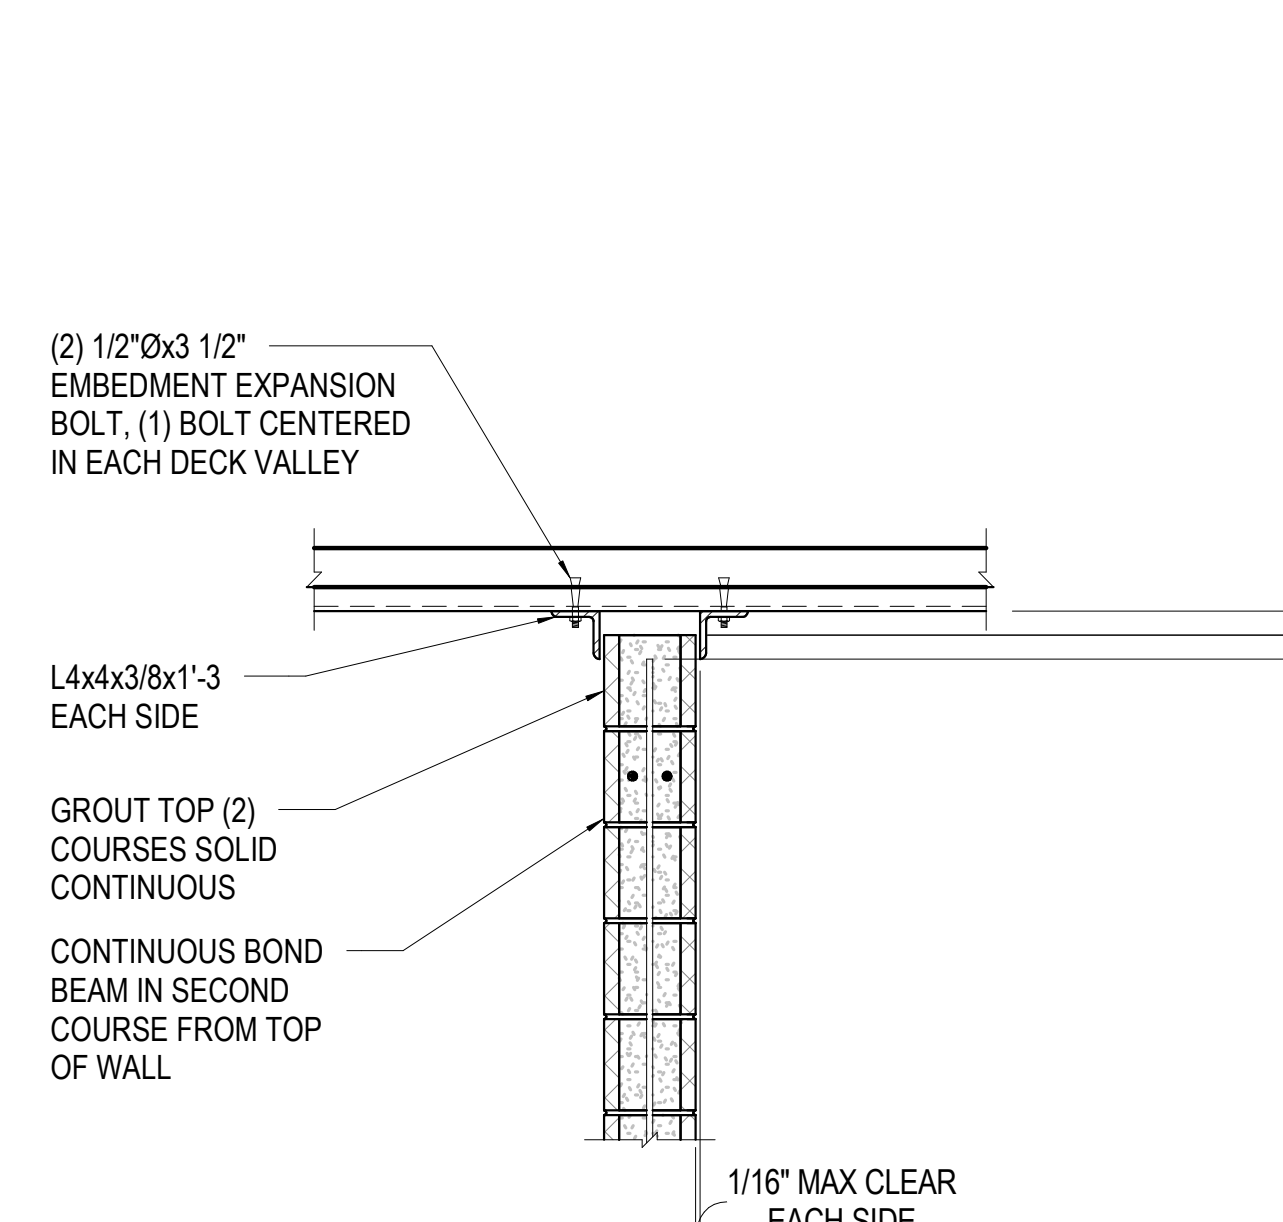 (2) 1/2"Øx3 1/2"
EMBEDMENT EXPANSION
BOLT, (1) BOLT CENTERED
IN EACH DECK VALLEY
L4x4x3/8x1'-3
EACH SIDE
GROUT TOP (2)
COURSES SOLID
CONTINUOUS
CONTINUOUS BOND
BEAM IN SECOND
COURSE FROM TOP
OF WALL
1/16" MAX CLEAR
EACH SIDE